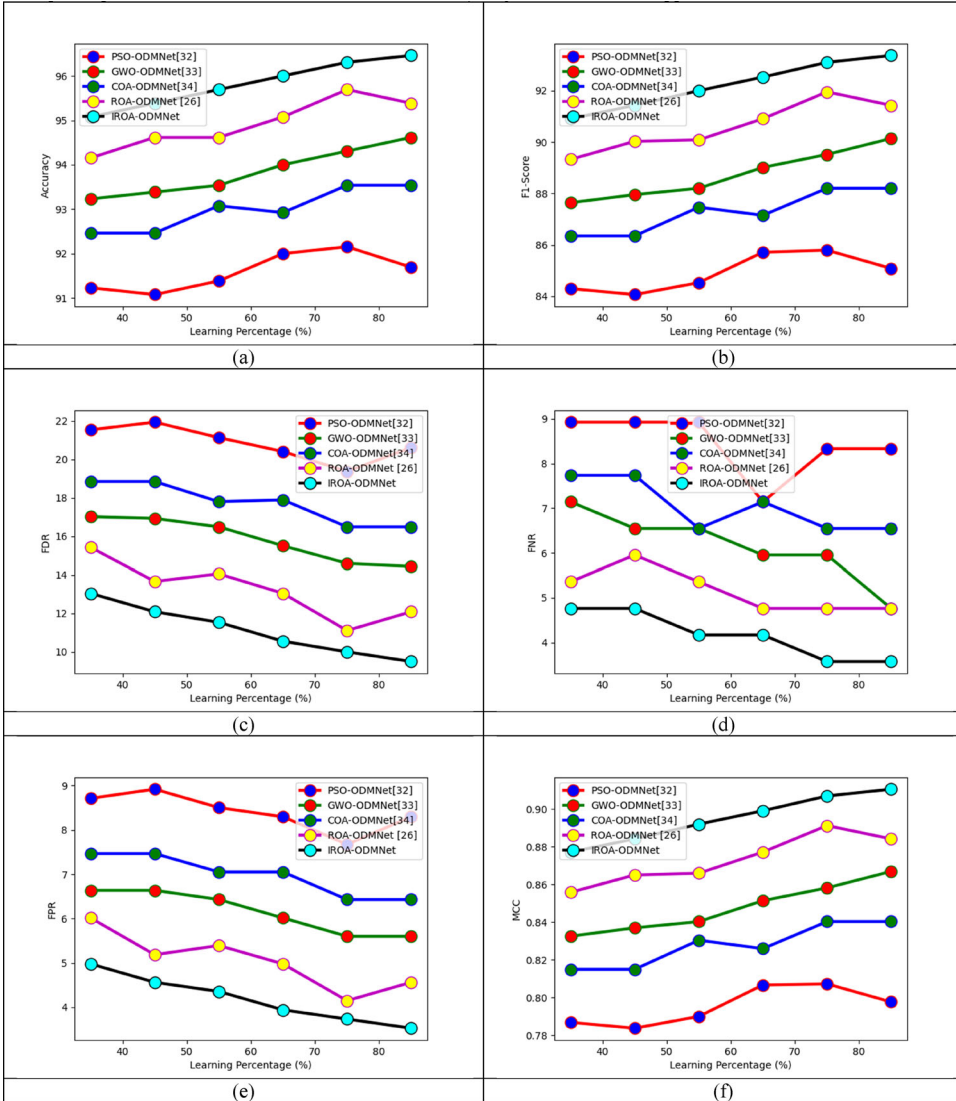 PSO-ODMNet[32]
GWO-ODMNet[33]
COA-ODMNet[34]
ROA-ODMNet [26]
IROA-ODMNet
Accuracy
96
95
94
93
92
91
40 50 60 70 80
Learning Percentage (%)
(a)
PSO-ODMNet[32]
GWO-ODMNet[33]
COA-ODMNet[34]
ROA-ODMNet [26]
IROA-ODMNet
F1-Score
92
90
88
86
84
40 50 60 70 80
Learning Percentage (%)
(b)
PSO-ODMNet[32]
GWO-ODMNet[33]
COA-ODMNet[34]
ROA-ODMNet [26]
IROA-ODMNet
FDR
22
20
18
16
14
12
10
40 50 60 70 80
Learning Percentage (%)
(c)
PSO-ODMNet[32]
GWO-ODMNet[33]
COA-ODMNet[34]
ROA-ODMNet [26]
IROA-ODMNet
FNR
9
8
7
6
5
4
40 50 60 70 80
Learning Percentage (%)
(d)
PSO-ODMNet[32]
GWO-ODMNet[33]
COA-ODMNet[34]
ROA-ODMNet [26]
IROA-ODMNet
FPR
9
8
7
6
5
4
40 50 60 70 80
Learning Percentage (%)
(e)
PSO-ODMNet[32]
GWO-ODMNet[33]
COA-ODMNet[34]
ROA-ODMNet [26]
IROA-ODMNet
MCC
0.90
0.88
0.86
0.84
0.82
0.80
0.78
40 50 60 70 80
Learning Percentage (%)
(f)